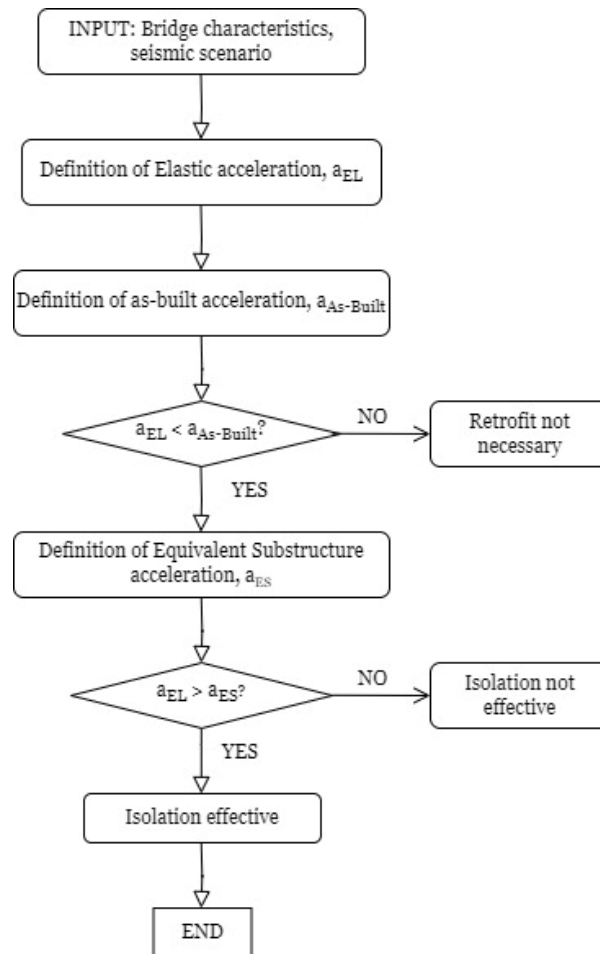 INPUT: Bridge characteristics,
seismic scenario
Definition of Elastic acceleration, aEL
Definition of as-built acceleration, aAs-Built
aEL < aAs-Built?
NO
Retrofit not
necessary
YES
Definition of Equivalent Substructure
acceleration, aES
aEL > aES?
NO
Isolation not
effective
YES
Isolation effective
END